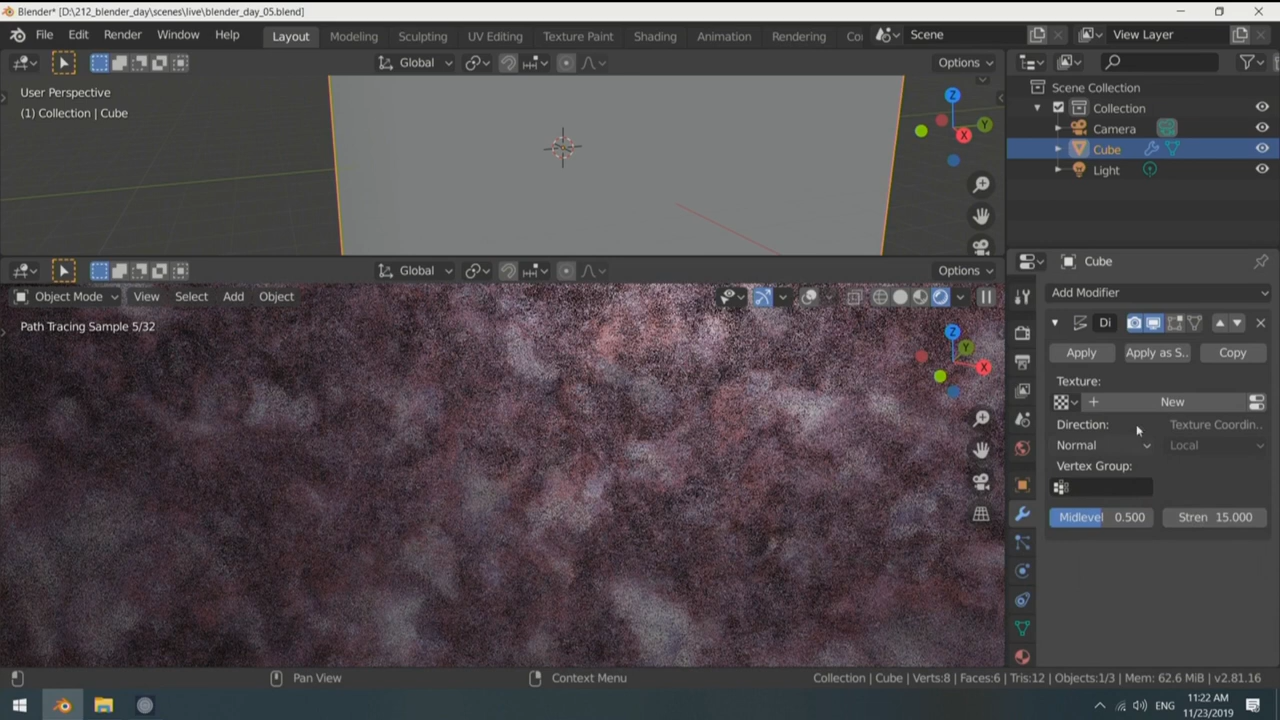 Blender* [D:\212_blender_day\scenes\live\blender_day_05.blend]
File Edit Render Window Help Layout Modeling Sculpting UV Editing Texture Paint Shading Animation Rendering Co Scene View Layer
Global Options
User Perspective
(1) Collection | Cube
Z
Y
X
Scene Collection
Collection
Camera
Cube
Light
Global Options
Object Mode View Select Add Object
Path Tracing Sample 5/32
Z
Y
X
Cube
Add Modifier
Di
Apply Apply as S.. Copy
Texture:
New
Direction: Texture Coordin..
Normal Local
Vertex Group:
Midlevel 0.500 Stren 15.000
Pan View Context Menu Collection | Cube | Verts:8 | Faces:6 | Tris:12 | Objects:1/3 | Mem: 62.6 MiB | v2.81.16
ENG
11:22 AM
11/23/2019